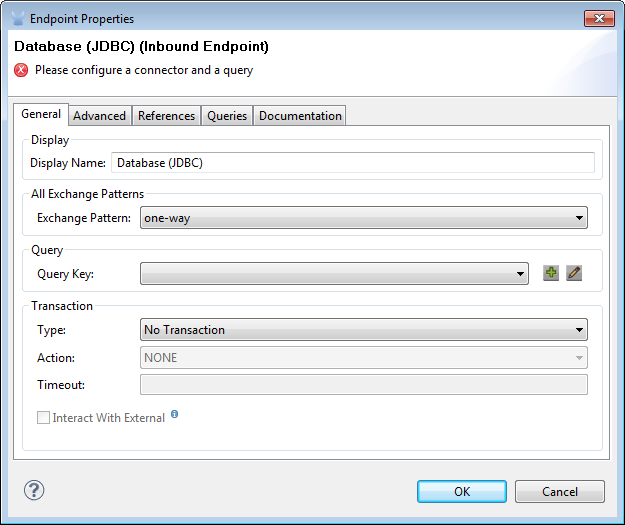 Endpoint Properties
Database (JDBC) (Inbound Endpoint)
Please configure a connector and a query
General Advanced References Queries Documentation
Display
Display Name: Database (JDBC)
All Exchange Patterns
Exchange Pattern: one-way
Query
Query Key:
Transaction
Type: No Transaction
Action: NONE
Timeout:
Interact With External
OK Cancel